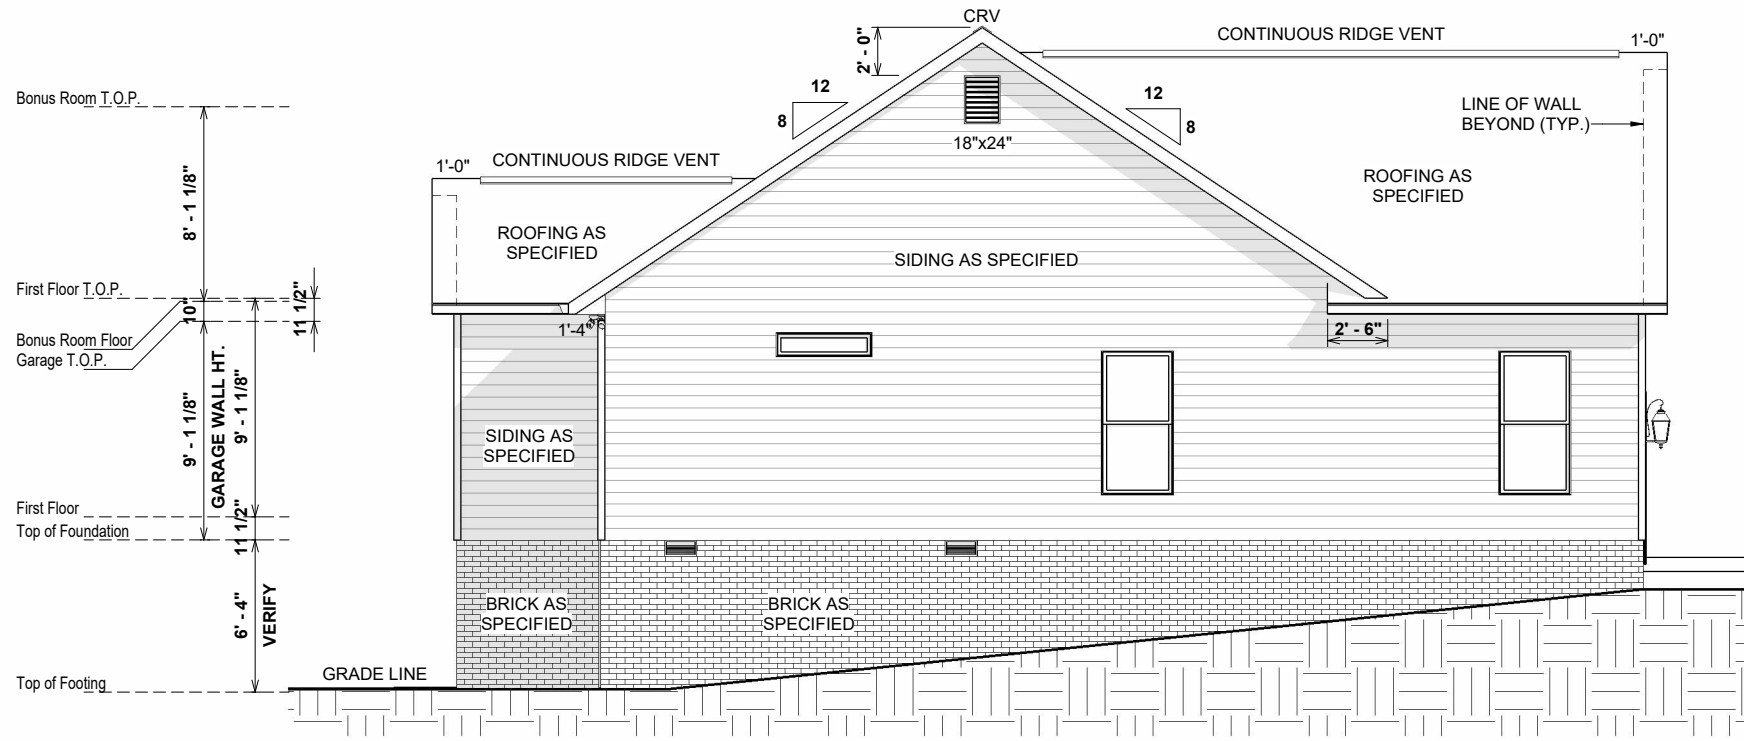 CRV
2' - 0"
CONTINUOUS RIDGE VENT
1'-0"
Bonus Room T.O.P.
12
8
12
8
LINE OF WALL
BEYOND (TYP.)
18"x24"
1'-0"
CONTINUOUS RIDGE VENT
8' - 1 1/8"
ROOFING AS
SPECIFIED
ROOFING AS
SPECIFIED
SIDING AS SPECIFIED
First Floor T.O.P.
10"
11 1/2"
1'-4"
2' - 6"
Bonus Room Floor
Garage T.O.P.
9' - 1 1/8"
GARAGE WALL HT.
9' - 1 1/8"
SIDING AS
SPECIFIED
First Floor
Top of Foundation
11 1/2"
6' - 4"
VERIFY
BRICK AS
SPECIFIED
BRICK AS
SPECIFIED
GRADE LINE
Top of Footing